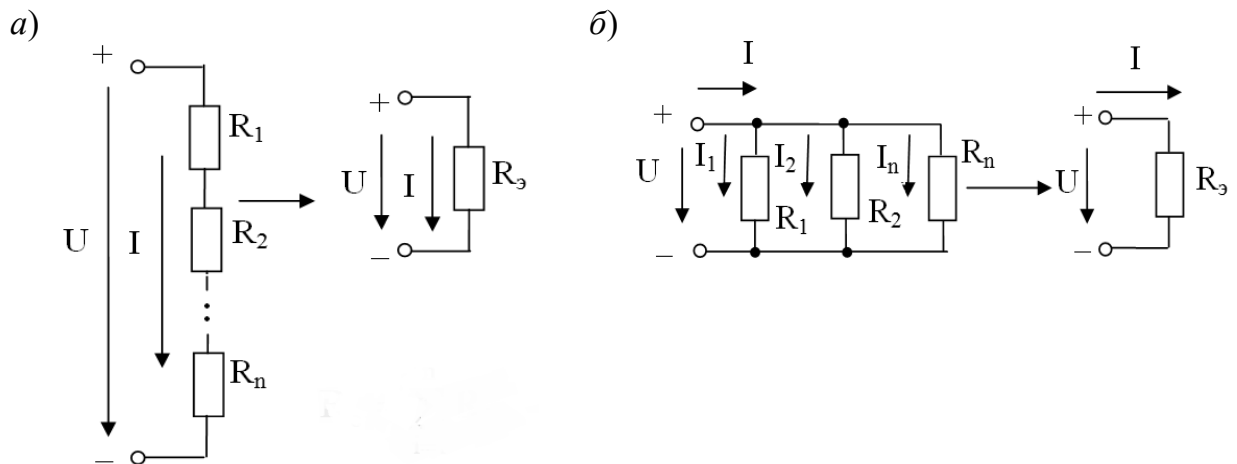 а)
+
U
I
R₁
R₂
Rₙ
−
+
U
I
Rэ
−
б)
I
+
U
I₁
I₂
Iₙ
R₁
R₂
Rₙ
−
I
+
U
Rэ
−